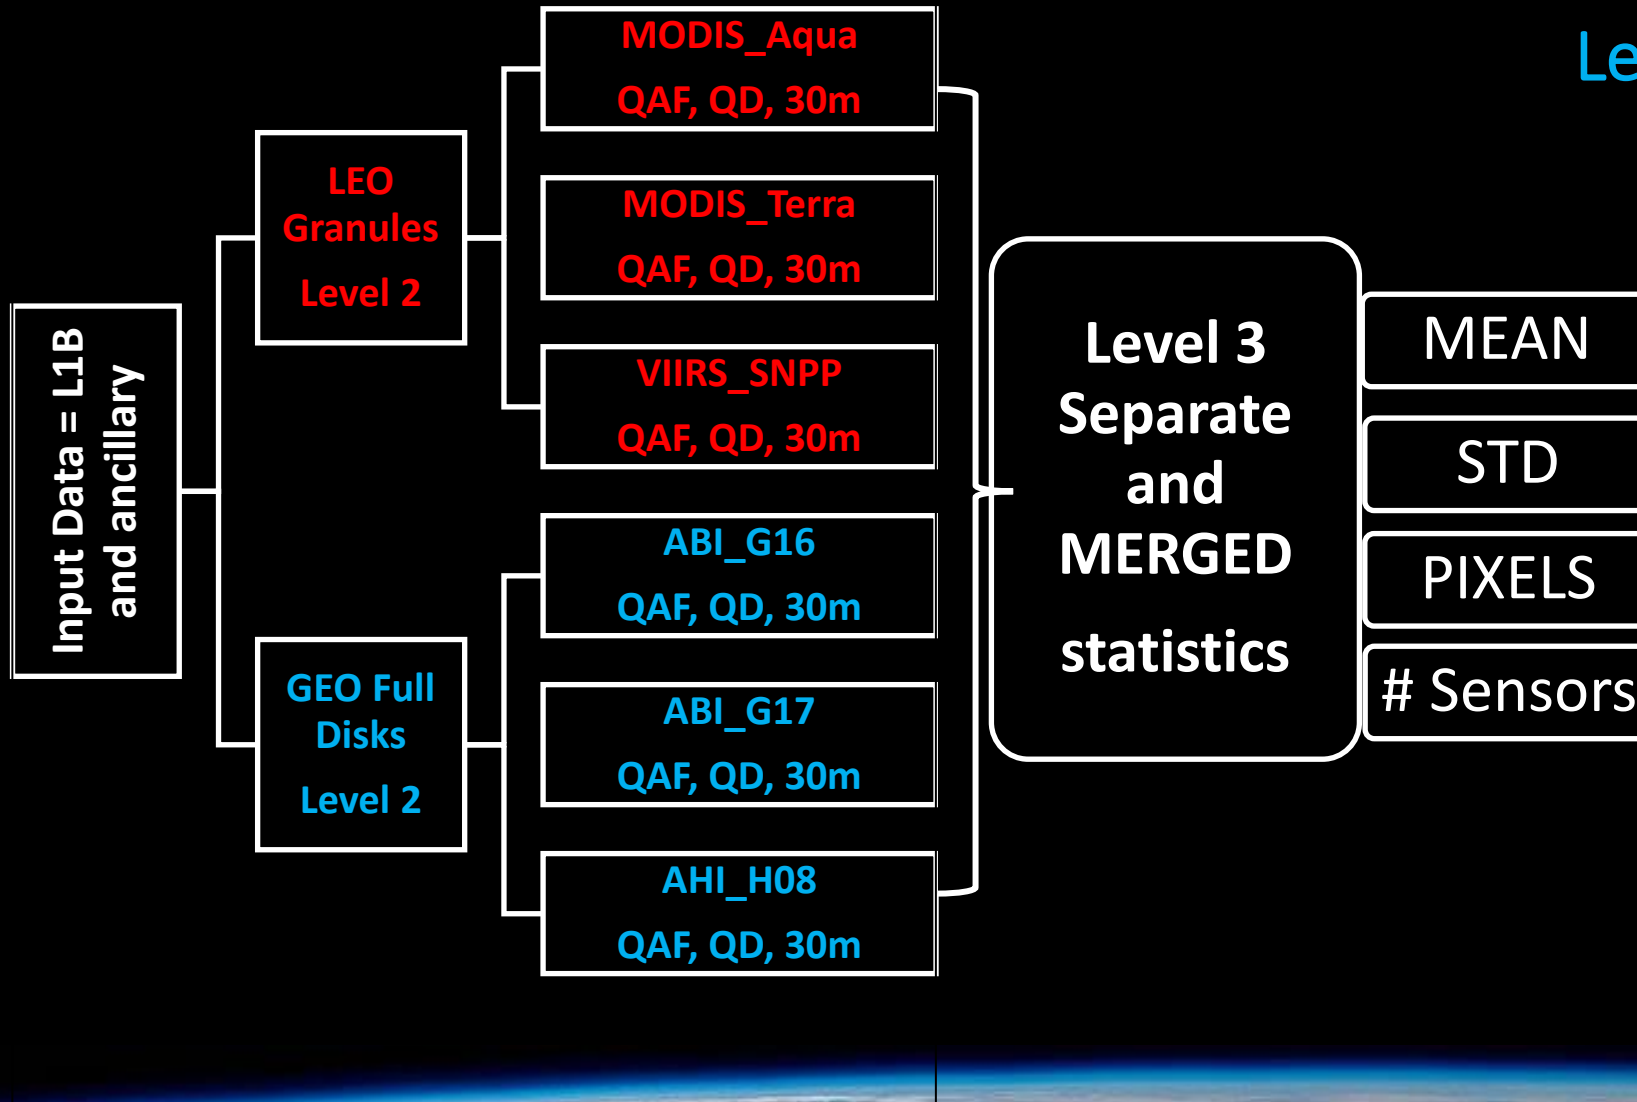 Le
Input Data = L1B
and ancillary
LEO
Granules
Level 2
GEO Full
Disks
Level 2
MODIS_Aqua
QAF, QD, 30m
MODIS_Terra
QAF, QD, 30m
VIIRS_SNPP
QAF, QD, 30m
ABI_G16
QAF, QD, 30m
ABI_G17
QAF, QD, 30m
AHI_H08
QAF, QD, 30m
Level 3
Separate
and
MERGED
statistics
MEAN
STD
PIXELS
# Sensors